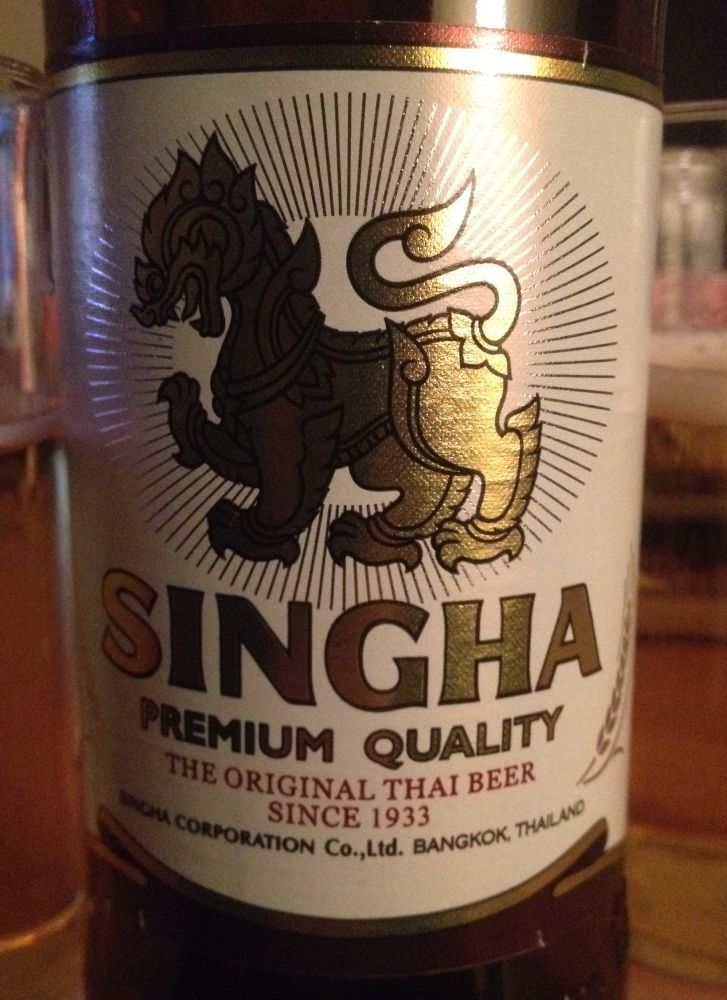 SINGHA
PREMIUM QUALITY
THE ORIGINAL THAI BEER
SINCE 1933
SINGHA CORPORATION Co.,Ltd. BANGKOK, THAILAND